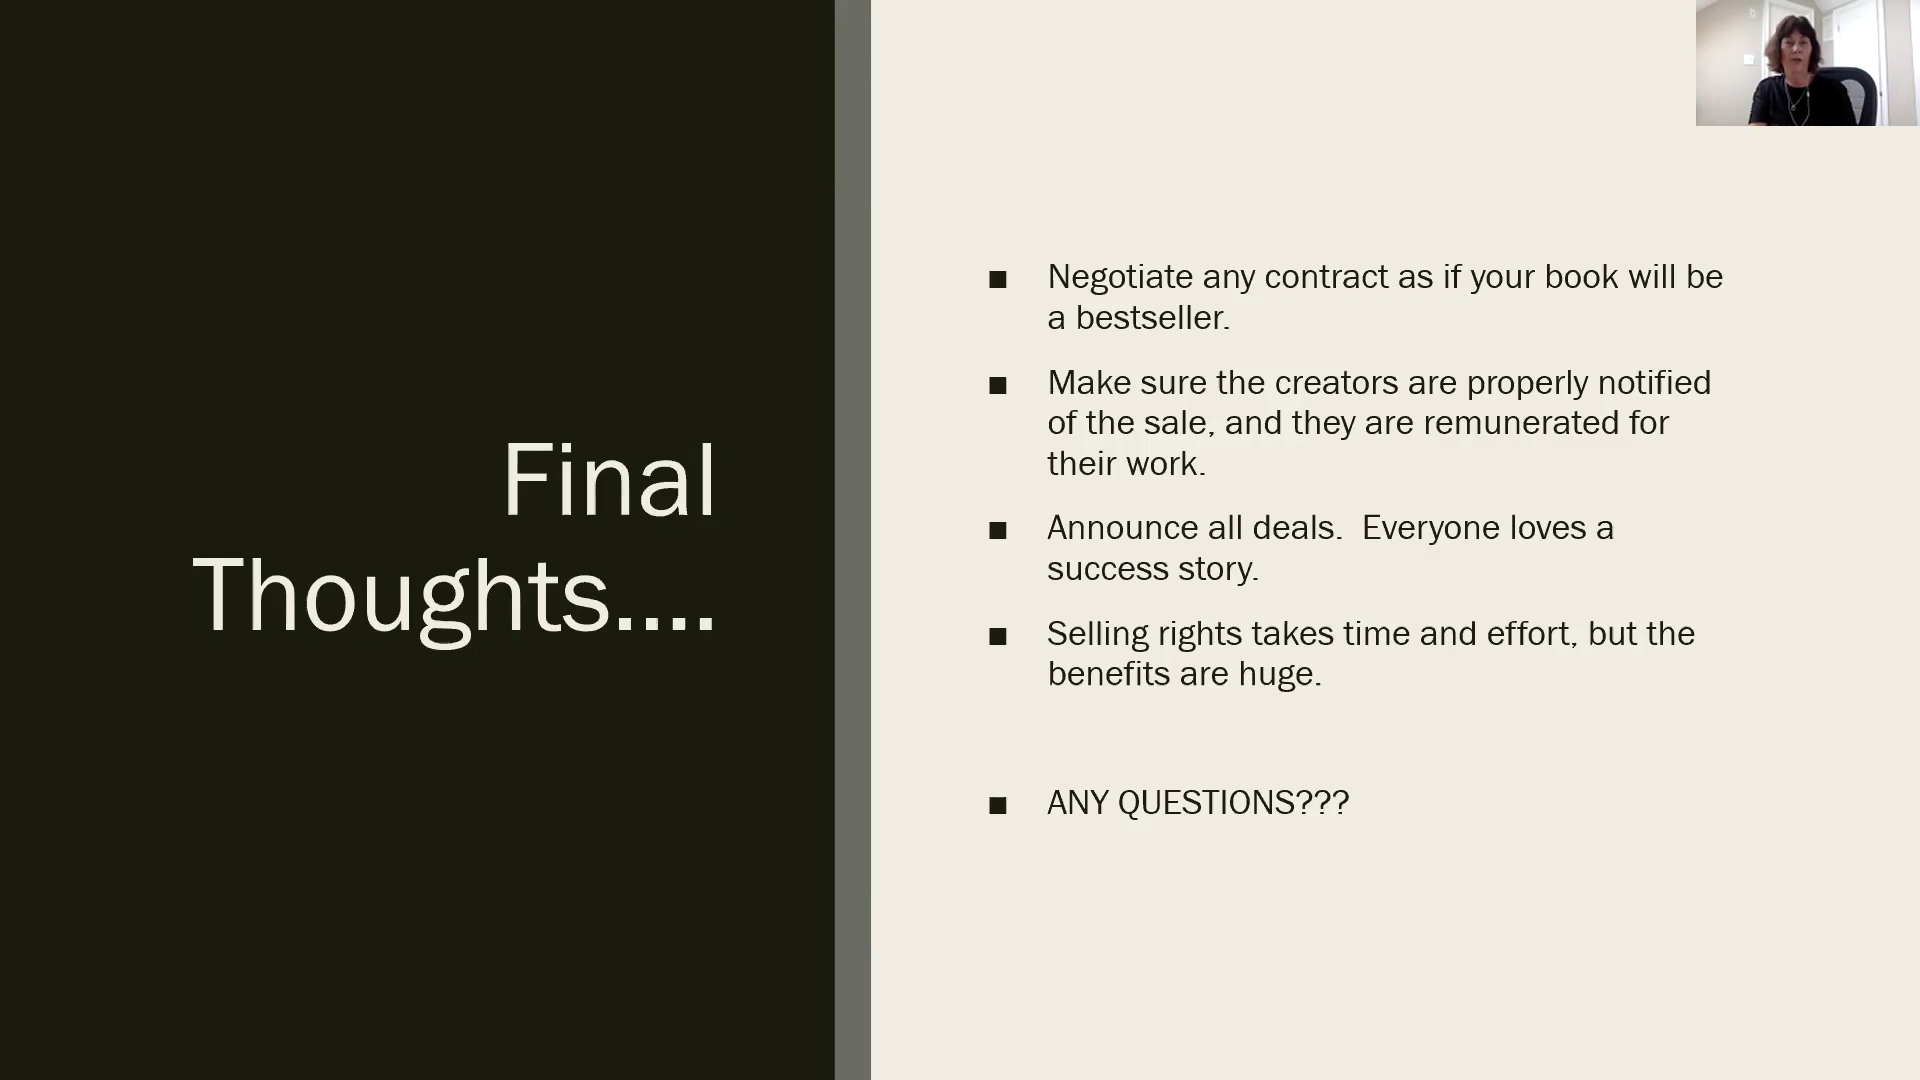 Final
Thoughts....
Negotiate any contract as if your book will be
a bestseller.
Make sure the creators are properly notified
of the sale, and they are remunerated for
their work.
Announce all deals.  Everyone loves a
success story.
Selling rights takes time and effort, but the
benefits are huge.
ANY QUESTIONS???